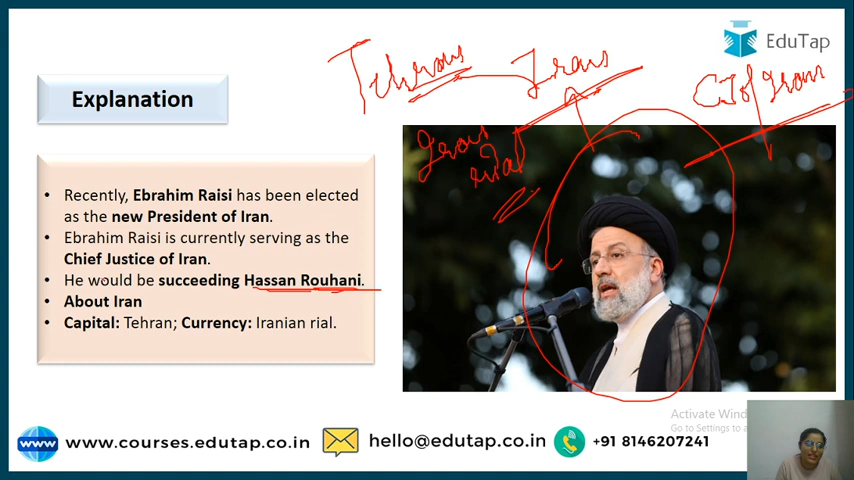 EduTap
Tehran Iran
CJ of Iran
Iran
rial
Explanation
• Recently, Ebrahim Raisi has been elected
as the new President of Iran.
• Ebrahim Raisi is currently serving as the
Chief Justice of Iran.
• He would be succeeding Hassan Rouhani.
• About Iran
• Capital: Tehran; Currency: Iranian rial.
Activate Wind
Go to Settings to a
www www.courses.edutap.co.in hello@edutap.co.in +91 8146207241